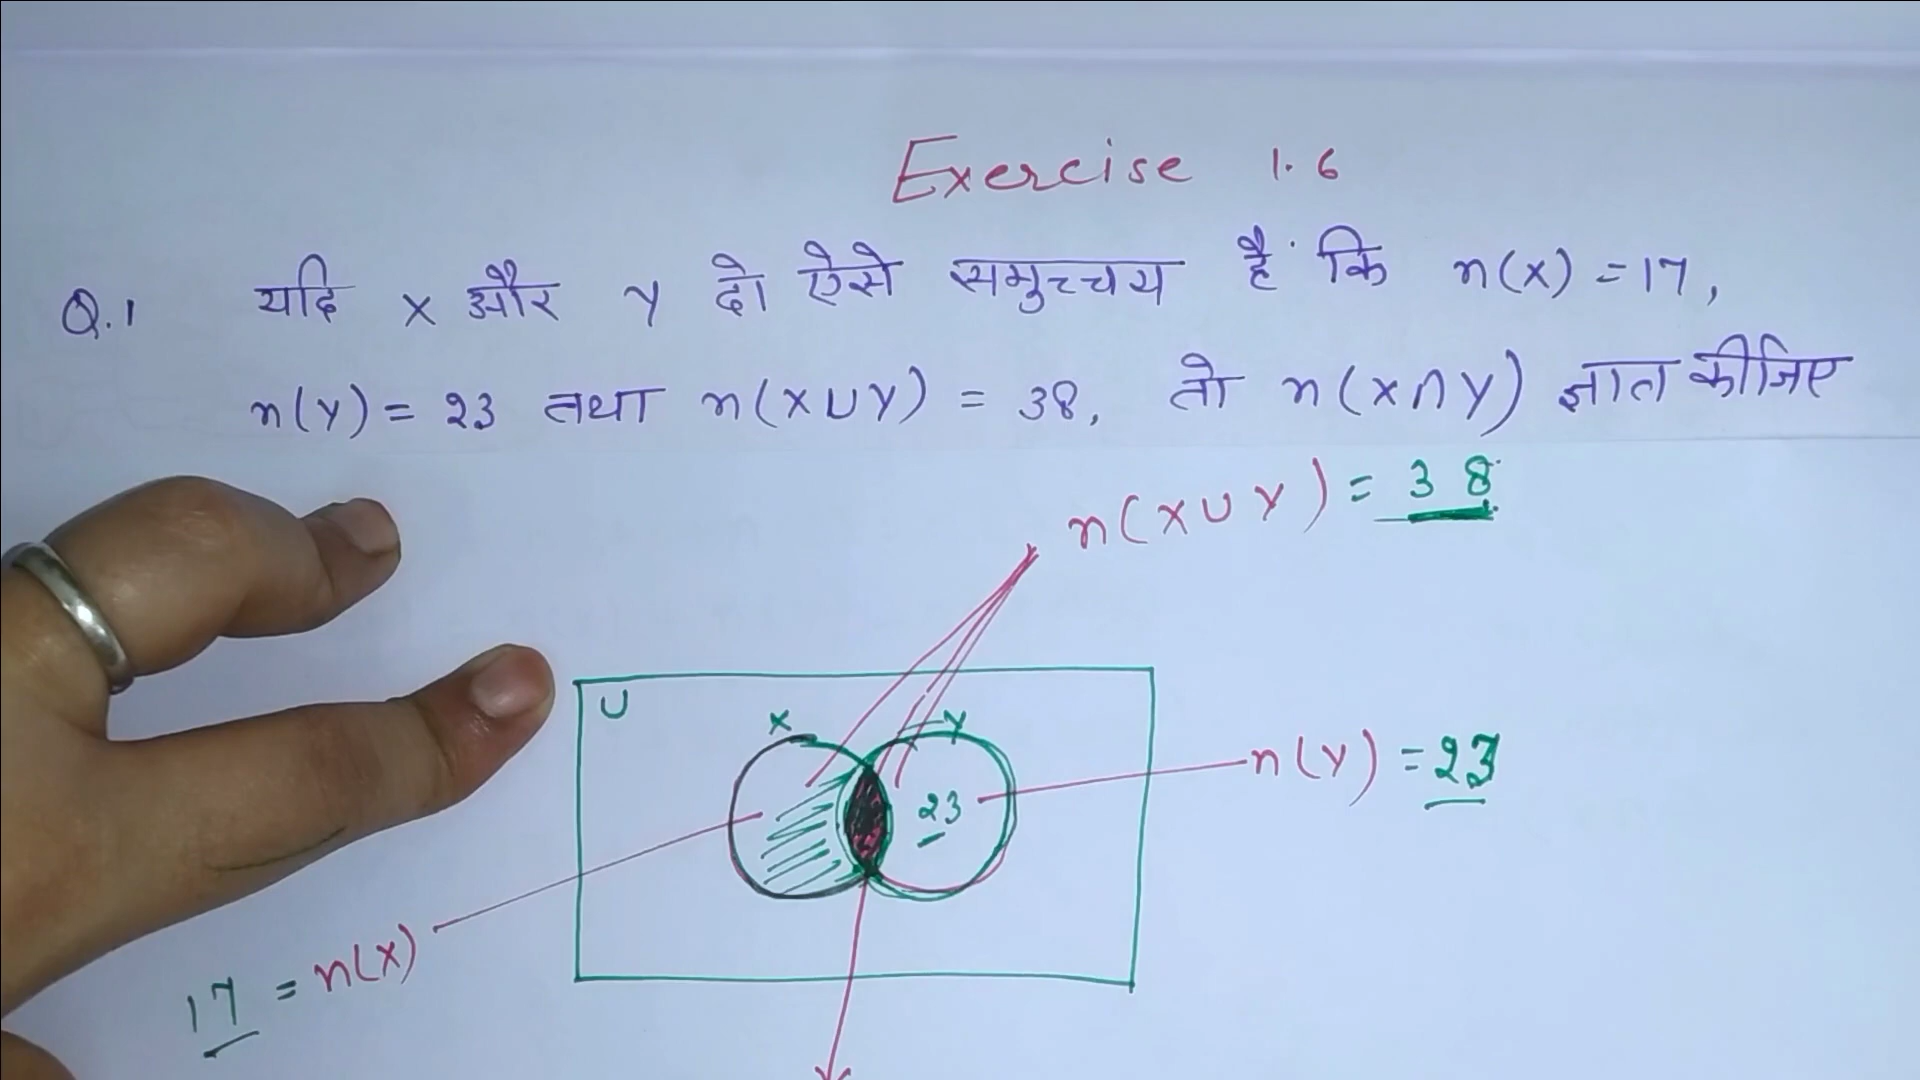 Exercise 1.6
Q.1 यदि X और Y दो ऐसे समुच्चय हैं कि n(X) = 17,
n(Y) = 23 तथा n(X∪Y) = 38, तो n(X∩Y) ज्ञात कीजिए
n(X∪Y) = 38
U
X Y
n(Y) = 23
23
17 = n(X)